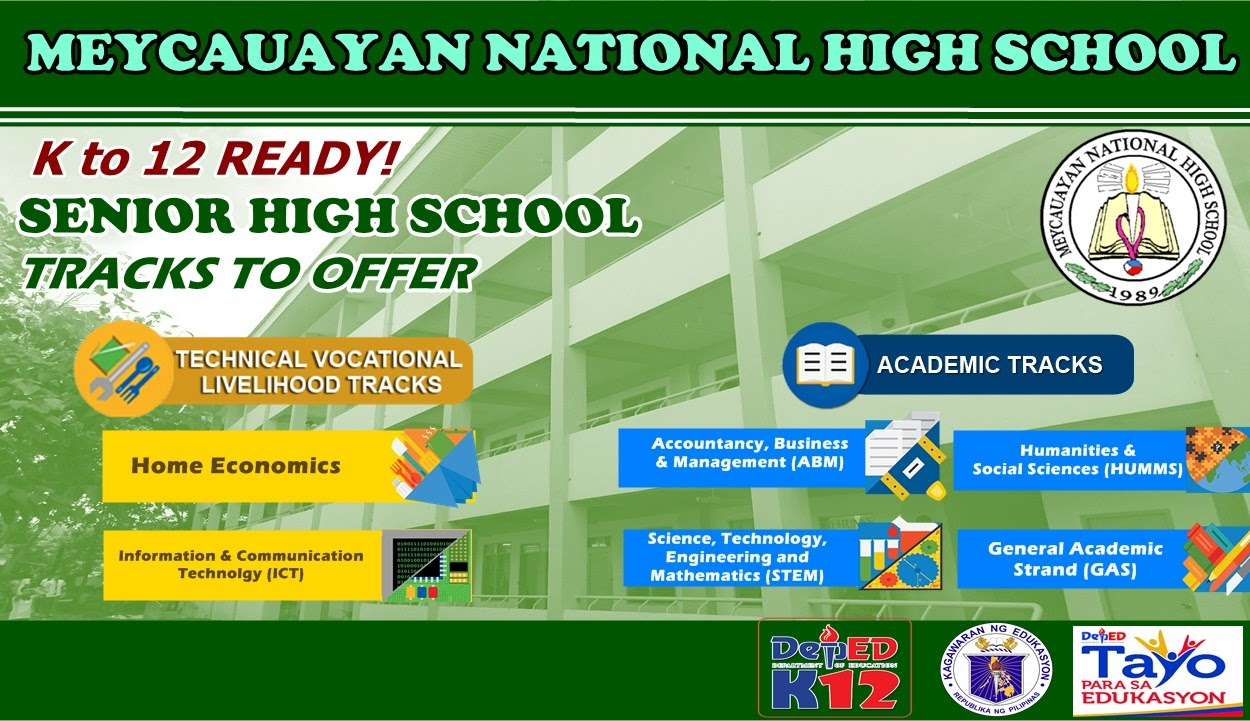 MEYCAUAYAN NATIONAL HIGH SCHOOL
K to 12 READY!
SENIOR HIGH SCHOOL
TRACKS TO OFFER
MEYCAUAYAN NATIONAL HIGH SCHOOL
1989
TECHNICAL VOCATIONAL
LIVELIHOOD TRACKS
Home Economics
Information & Communication
Technolgy (ICT)
ACADEMIC TRACKS
Accountancy, Business
& Management (ABM)
Humanities &
Social Sciences (HUMMS)
Science, Technology,
Engineering and
Mathematics (STEM)
General Academic
Strand (GAS)
DepED
DEPARTMENT OF EDUCATION
K12
KAGAWARAN NG EDUKASYON
REPUBLIKA NG PILIPINAS
DepED
Tayo
PARA SA
EDUKASYON